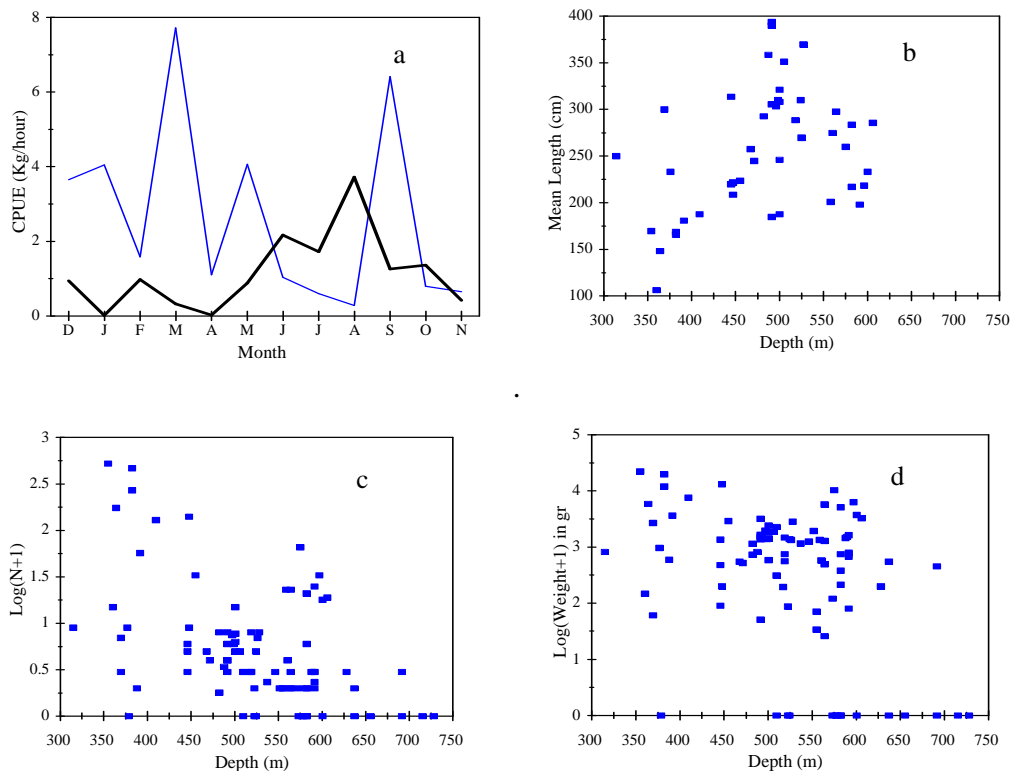 8
6
4
2
0
CPUE (Kg/hour)
a
D J F M A M J J A S O N
Month
400
350
300
250
200
150
100
Mean Length (cm)
b
300 350 400 450 500 550 600 650 700 750
Depth (m)
.
3
2.5
2
1.5
1
0.5
0
Log(N+1)
c
300 350 400 450 500 550 600 650 700 750
Depth (m)
5
4
3
2
1
0
Log(Weight+1) in gr
d
300 350 400 450 500 550 600 650 700 750
Depth (m)